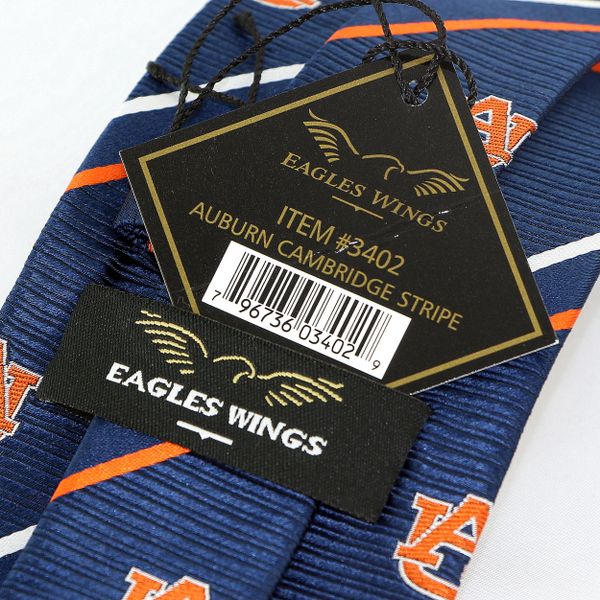 EAGLES WINGS
ITEM #3402
AUBURN CAMBRIDGE STRIPE
7 96736 03402 9
EAGLES WINGS
AU
AU
AU
AU